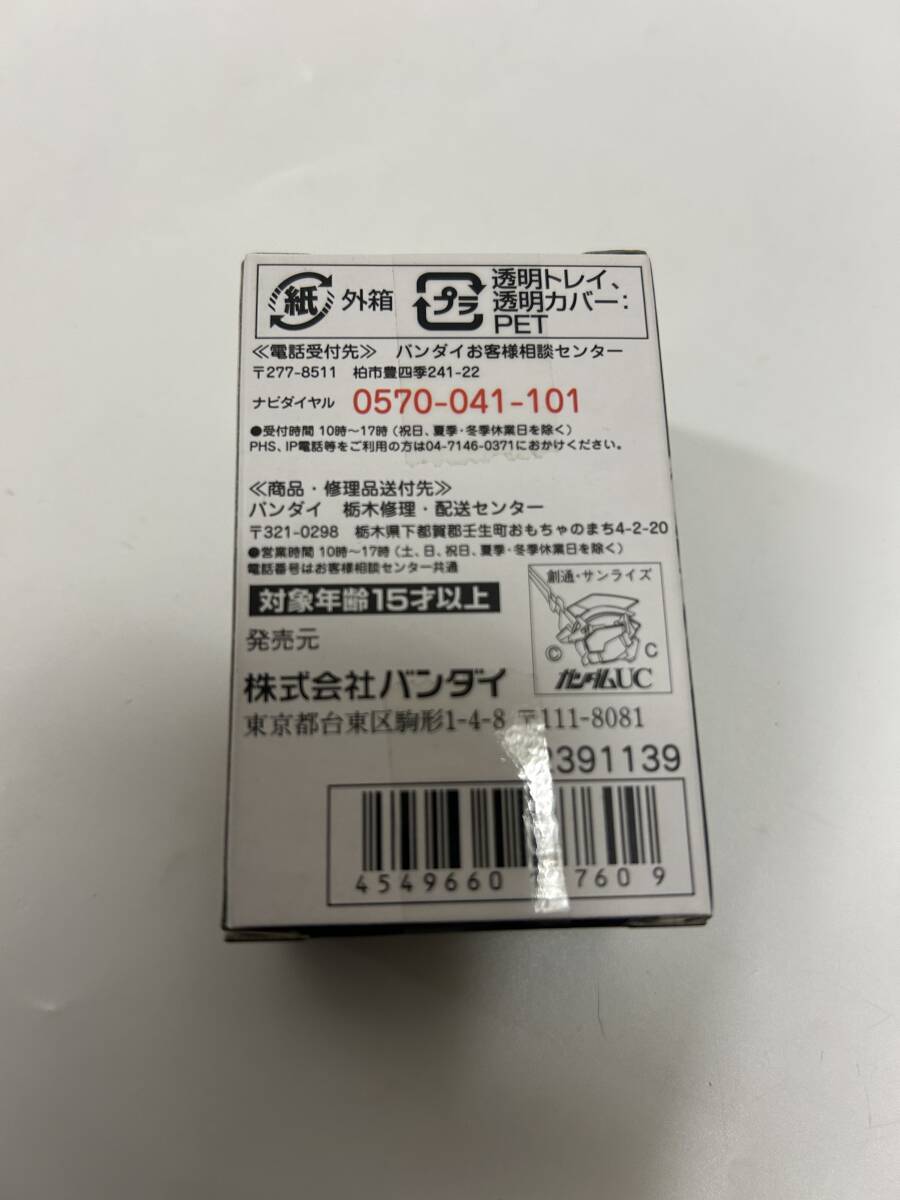 紙 外箱
プラ 透明トレイ、
透明カバー：
PET
≪電話受付先≫ バンダイお客様相談センター
〒277-8511 柏市豊四季241-22
ナビダイヤル 0570-041-101
●受付時間 10時～17時（祝日、夏季・冬季休業日を除く）
PHS、IP電話等をご利用の方は04-7146-0371におかけください。
≪商品・修理品送付先≫
バンダイ 栃木修理・配送センター
〒321-0298 栃木県下都賀郡壬生町おもちゃのまち4-2-20
●営業時間 10時～17時（土、日、祝日、夏季・冬季休業日を除く）
電話番号はお客様相談センター共通
対象年齢15才以上
創通・サンライズ
© C
ガンダムUC
発売元
株式会社バンダイ
東京都台東区駒形1-4-8 〒111-8081
2391139
4549660 7609